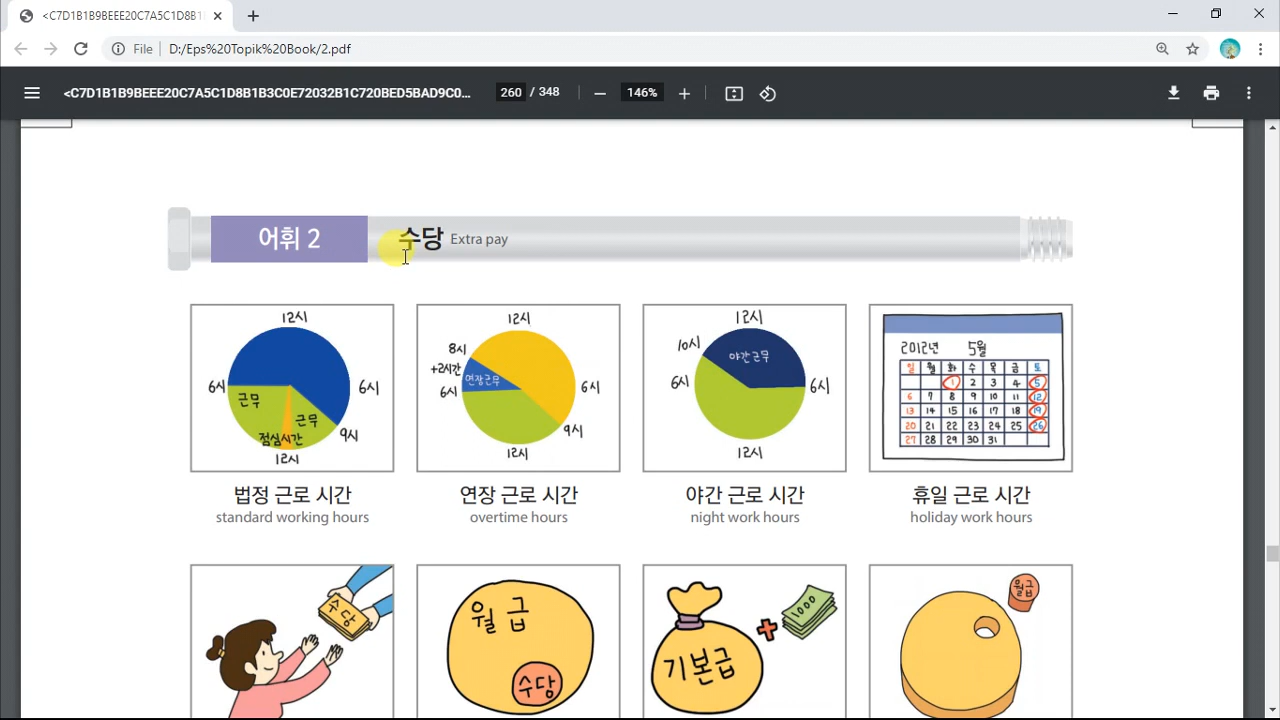 <C7D1B1B9BEEE20C7A5C1D8B1
File
D:/Eps%20Topik%20Book/2.pdf
<C7D1B1B9BEEE20C7A5C1D8B1B3C0E72032B1C720BED5BAD9C0...
260 / 348
146%
어휘 2
수당 Extra pay
12시
6시
6시
근무
근무
점심시간
9시
12시
12시
8시
+2시간
연장근무
6시
6시
9시
12시
12시
10시
야간근무
6시
6시
12시
2012년 5월
일 월 화 수 목 금 토
1 2 3 4 5
6 7 8 9 10 11 12
13 14 15 16 17 18 19
20 21 22 23 24 25 26
27 28 29 30 31
법정 근로 시간
standard working hours
연장 근로 시간
overtime hours
야간 근로 시간
night work hours
휴일 근로 시간
holiday work hours
수당
월급
수당
기본급
+
1000
월급